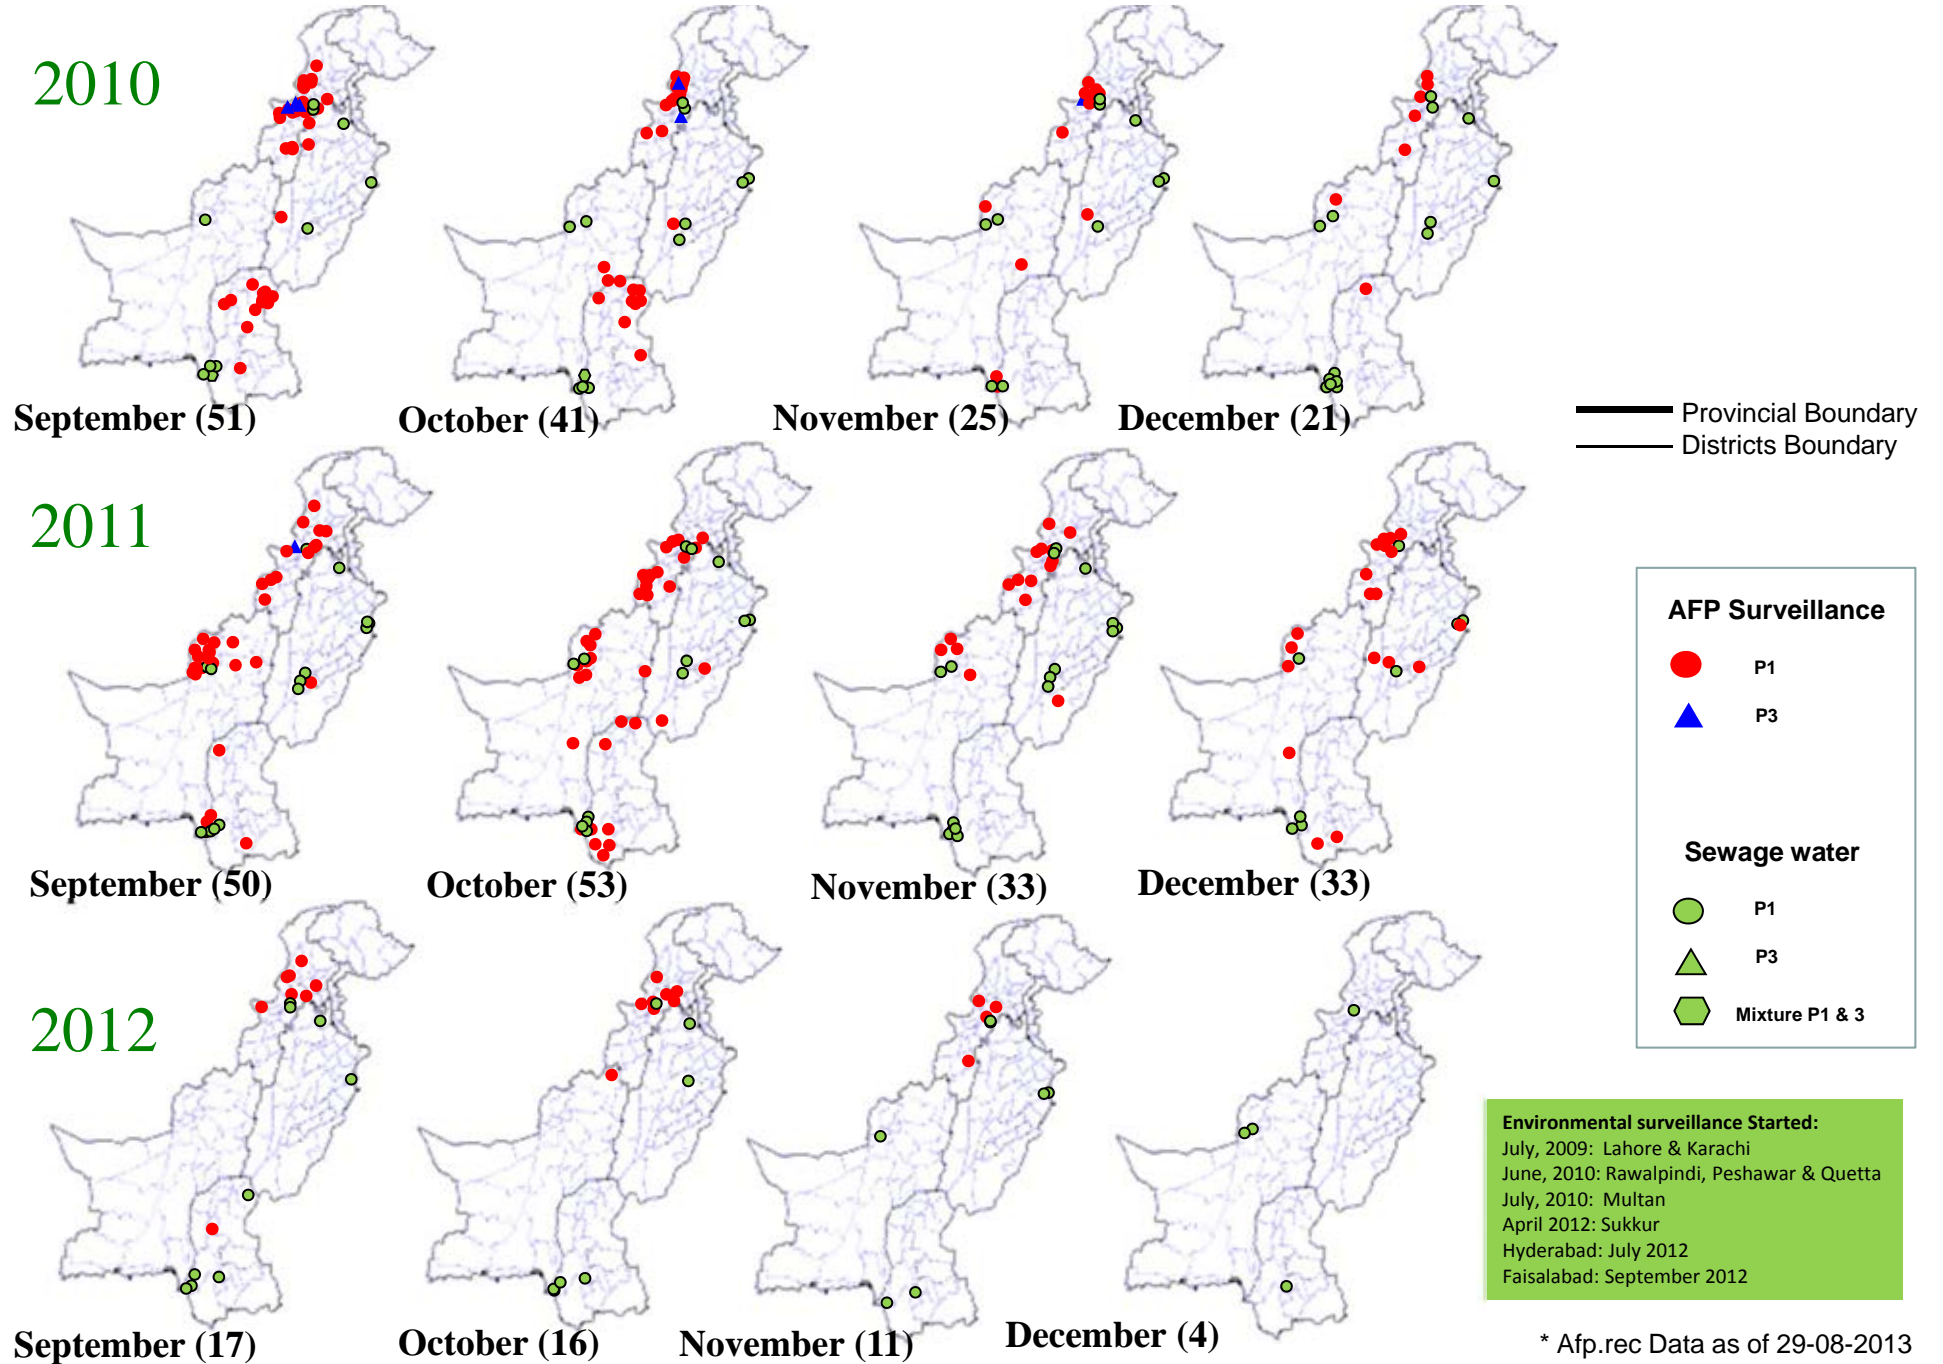 2010
September (51)
October (41)
November (25)
December (21)
Provincial Boundary
Districts Boundary
2011
September (50)
October (53)
November (33)
December (33)
AFP Surveillance
P1
P3
Sewage water
P1
P3
Mixture P1 & 3
2012
September (17)
October (16)
November (11)
December (4)
Environmental surveillance Started:
July, 2009: Lahore & Karachi
June, 2010: Rawalpindi, Peshawar & Quetta
July, 2010: Multan
April 2012: Sukkur
Hyderabad: July 2012
Faisalabad: September 2012
* Afp.rec Data as of 29-08-2013